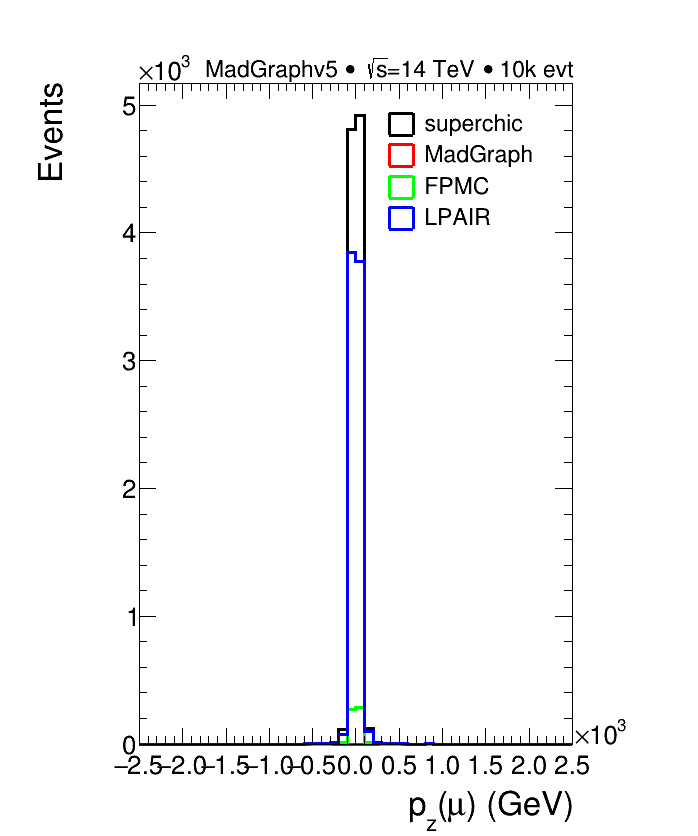 ×10³ MadGraphv5 • √s=14 TeV • 10k evt
Events
superchic
MadGraph
FPMC
LPAIR
5
4
3
2
1
0
−2.5 −2.0 −1.5 −1.0 −0.5 0.0 0.5 1.0 1.5 2.0 2.5 ×10³
p_z(μ) (GeV)